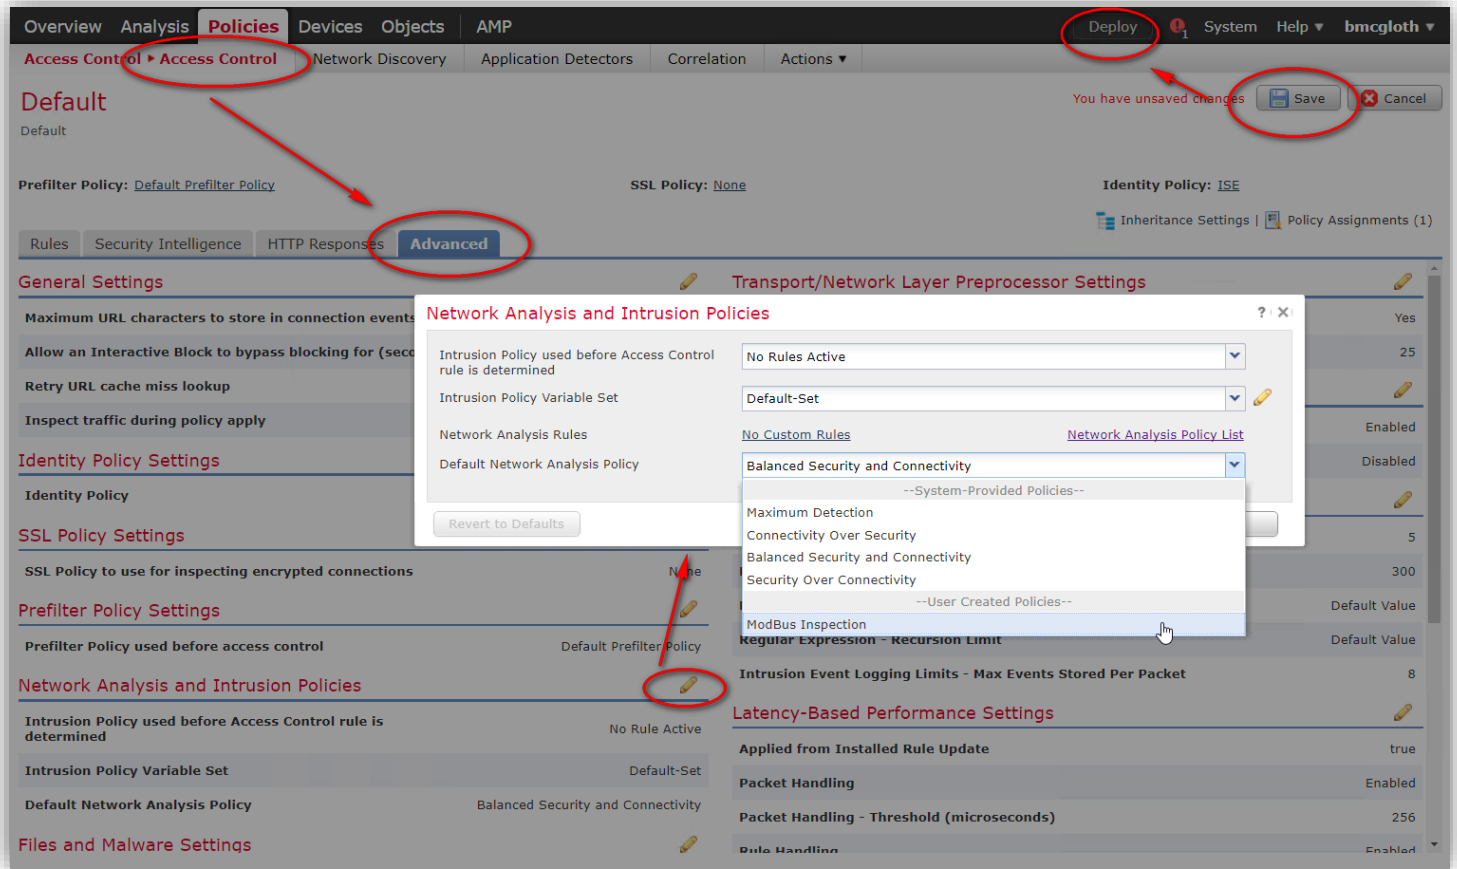 Overview Analysis Policies Devices Objects AMP Deploy 1 System Help ▼ bmcgloth ▼
Access Control ▸ Access Control Network Discovery Application Detectors Correlation Actions ▼
Default
You have unsaved changes Save Cancel
Default
Prefilter Policy: Default Prefilter Policy SSL Policy: None Identity Policy: ISE
Inheritance Settings | Policy Assignments (1)
Rules Security Intelligence HTTP Responses Advanced
General Settings
Maximum URL characters to store in connection events
Allow an Interactive Block to bypass blocking for
Retry URL cache miss lookup
Inspect traffic during policy apply
Identity Policy Settings
Identity Policy
SSL Policy Settings
SSL Policy to use for inspecting encrypted connections None
Prefilter Policy Settings
Prefilter Policy used before access control Default Prefilter Policy
Network Analysis and Intrusion Policies
Intrusion Policy used before Access Control rule is
determined No Rule Active
Intrusion Policy Variable Set Default-Set
Default Network Analysis Policy Balanced Security and Connectivity
Files and Malware Settings
Transport/Network Layer Preprocessor Settings
Yes
25
Enabled
Disabled
5
300
Default Value
Regular Expression - Recursion Limit Default Value
Intrusion Event Logging Limits - Max Events Stored Per Packet 8
Latency-Based Performance Settings
Applied from Installed Rule Update true
Packet Handling Enabled
Packet Handling - Threshold (microseconds) 256
Rule Handling Enabled
Network Analysis and Intrusion Policies ?
Intrusion Policy used before Access Control
rule is determined No Rules Active
Intrusion Policy Variable Set Default-Set
Network Analysis Rules No Custom Rules Network Analysis Policy List
Default Network Analysis Policy Balanced Security and Connectivity
--System-Provided Policies--
Maximum Detection
Connectivity Over Security
Balanced Security and Connectivity
Security Over Connectivity
--User Created Policies--
ModBus Inspection
Revert to Defaults